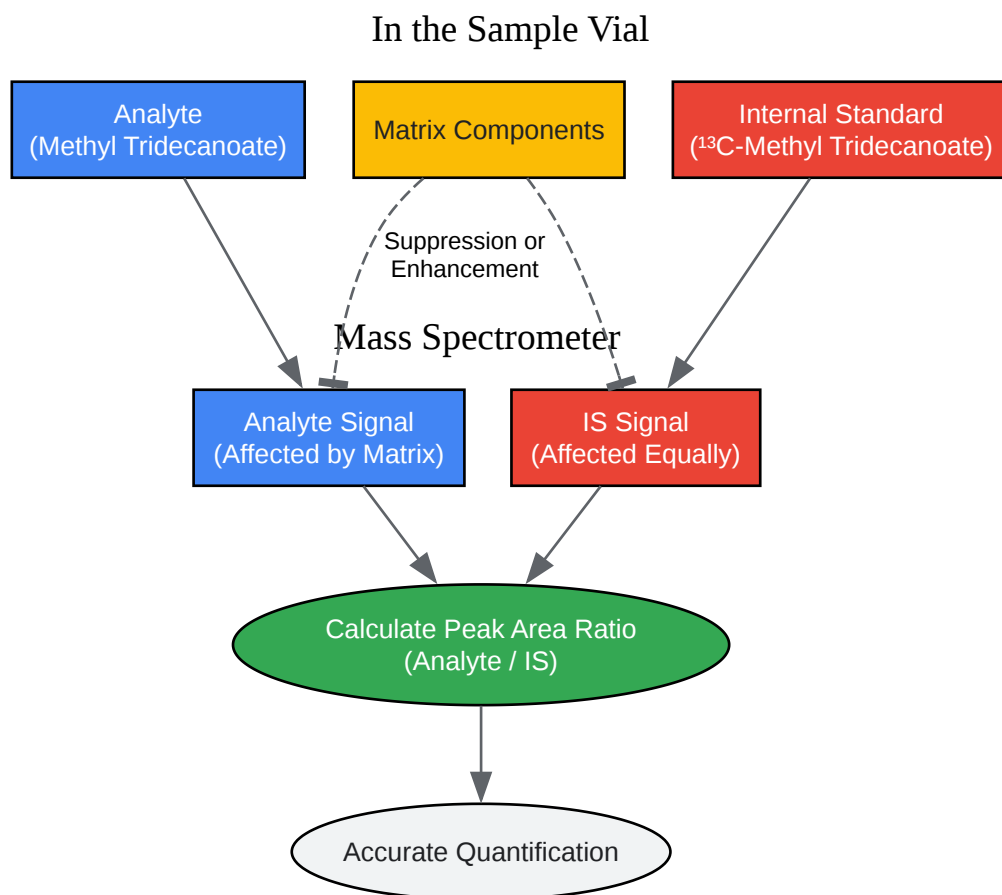 In the Sample Vial
Analyte
(Methyl Tridecanoate)
Matrix Components
Internal Standard
(¹³C-Methyl Tridecanoate)
Suppression or
Enhancement
Mass Spectrometer
Analyte Signal
(Affected by Matrix)
IS Signal
(Affected Equally)
Calculate Peak Area Ratio
(Analyte / IS)
Accurate Quantification